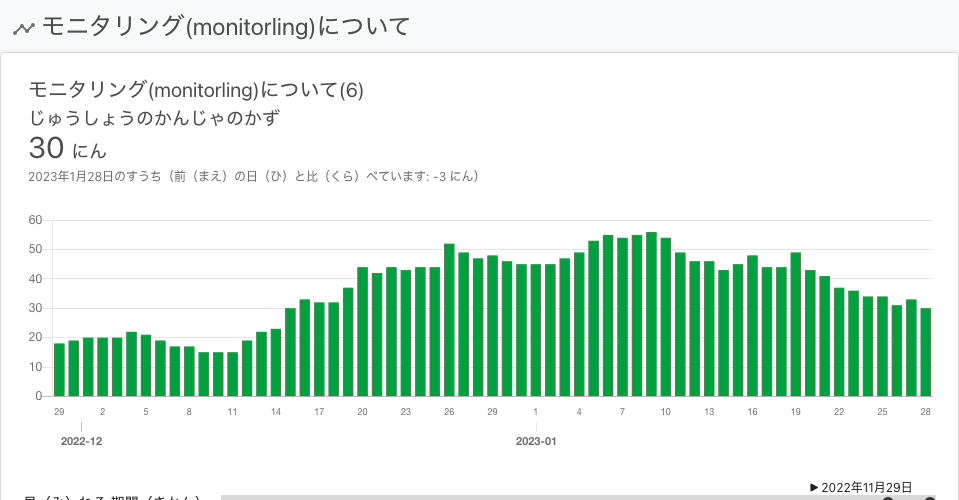 モニタリング(monitorling)について
モニタリング(monitorling)について(6)
じゅうしょうのかんじゃのかず
30 にん
2023年1月28日のすうち（前（まえ）の日（ひ）と比（くら）べています: -3 にん）
60
50
40
30
20
10
0
29 2 5 8 11 14 17 20 23 26 29 1 4 7 10 13 16 19 22 25 28
2022-12 2023-01
▶ 2022年11月29日